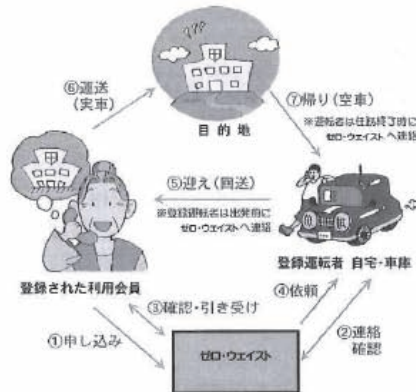 ⑥運送
(実車)
目的地
⑦帰り(空車)
※運転者は任務終了時に
ゼロ・ウェイストへ連絡
⑤迎え(回送)
※登録運転者は出発前に
ゼロ・ウェイストへ連絡
登録された利用会員
登録運転者 自宅・車庫
③確認・引き受け
④依頼
①申し込み
②連絡
確認
ゼロ・ウェイスト